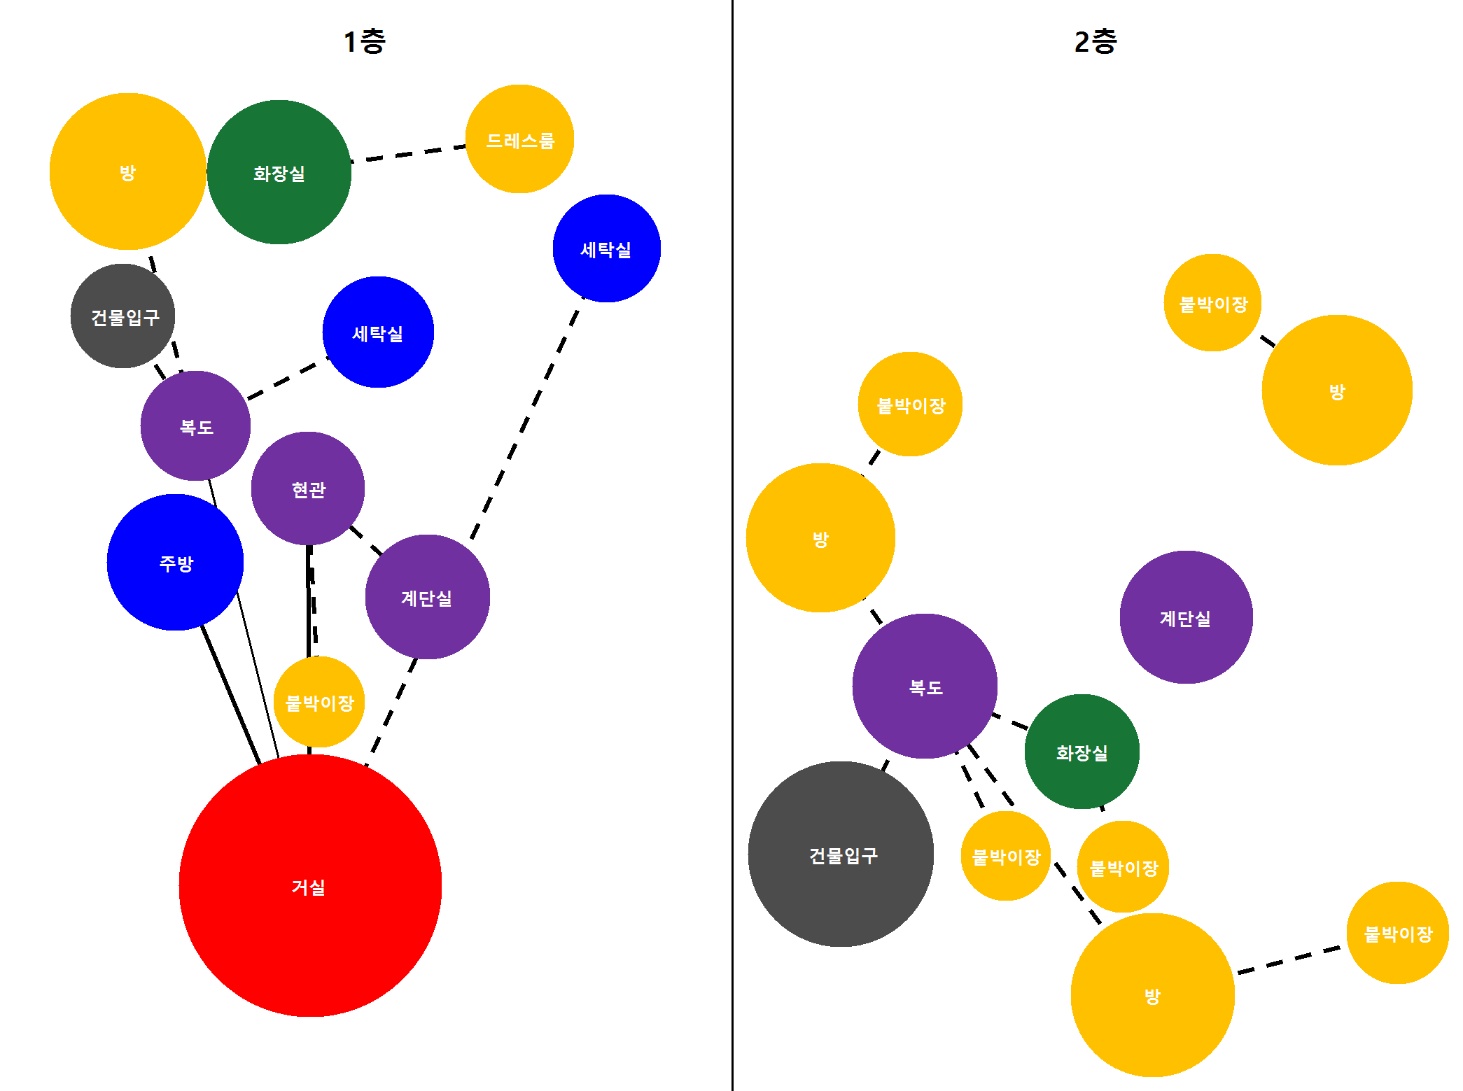 1층
방
화장실
드레스룸
세탁실
건물입구
세탁실
복도
현관
주방
계단실
붙박이장
거실
2층
붙박이장
방
붙박이장
방
계단실
복도
화장실
건물입구
붙박이장
붙박이장
붙박이장
방